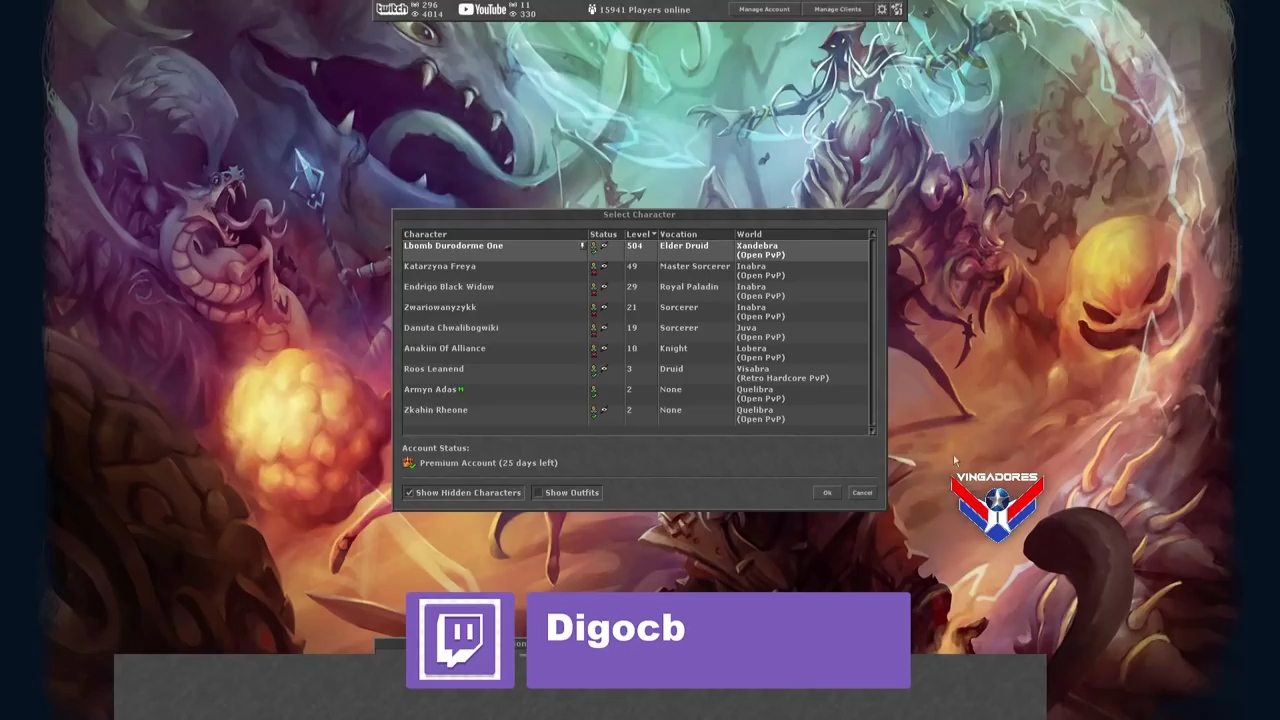 twitch 296 4014 YouTube 11 330 15941 Players online Manage Account Manage Clients
Select Character
Character Status Level Vocation World
Lbomb Durodorme One 504 Elder Druid Xandebra
(Open PvP)
Katarzyna Freya 49 Master Sorcerer Inabra
(Open PvP)
Endrigo Black Widow 29 Royal Paladin Inabra
(Open PvP)
Zwariowanyzykk 21 Sorcerer Inabra
(Open PvP)
Danuta Chwalibogwiki 19 Sorcerer Juva
(Open PvP)
Anakiin Of Alliance 10 Knight Lobera
(Open PvP)
Roos Leanend 3 Druid Visabra
(Retro Hardcore PvP)
Armyn Adas M 2 None Quelibra
(Open PvP)
Zkahin Rheone 2 None Quelibra
(Open PvP)
Account Status:
Premium Account (25 days left)
Show Hidden Characters Show Outfits Ok Cancel
VINGADORES
Digocb